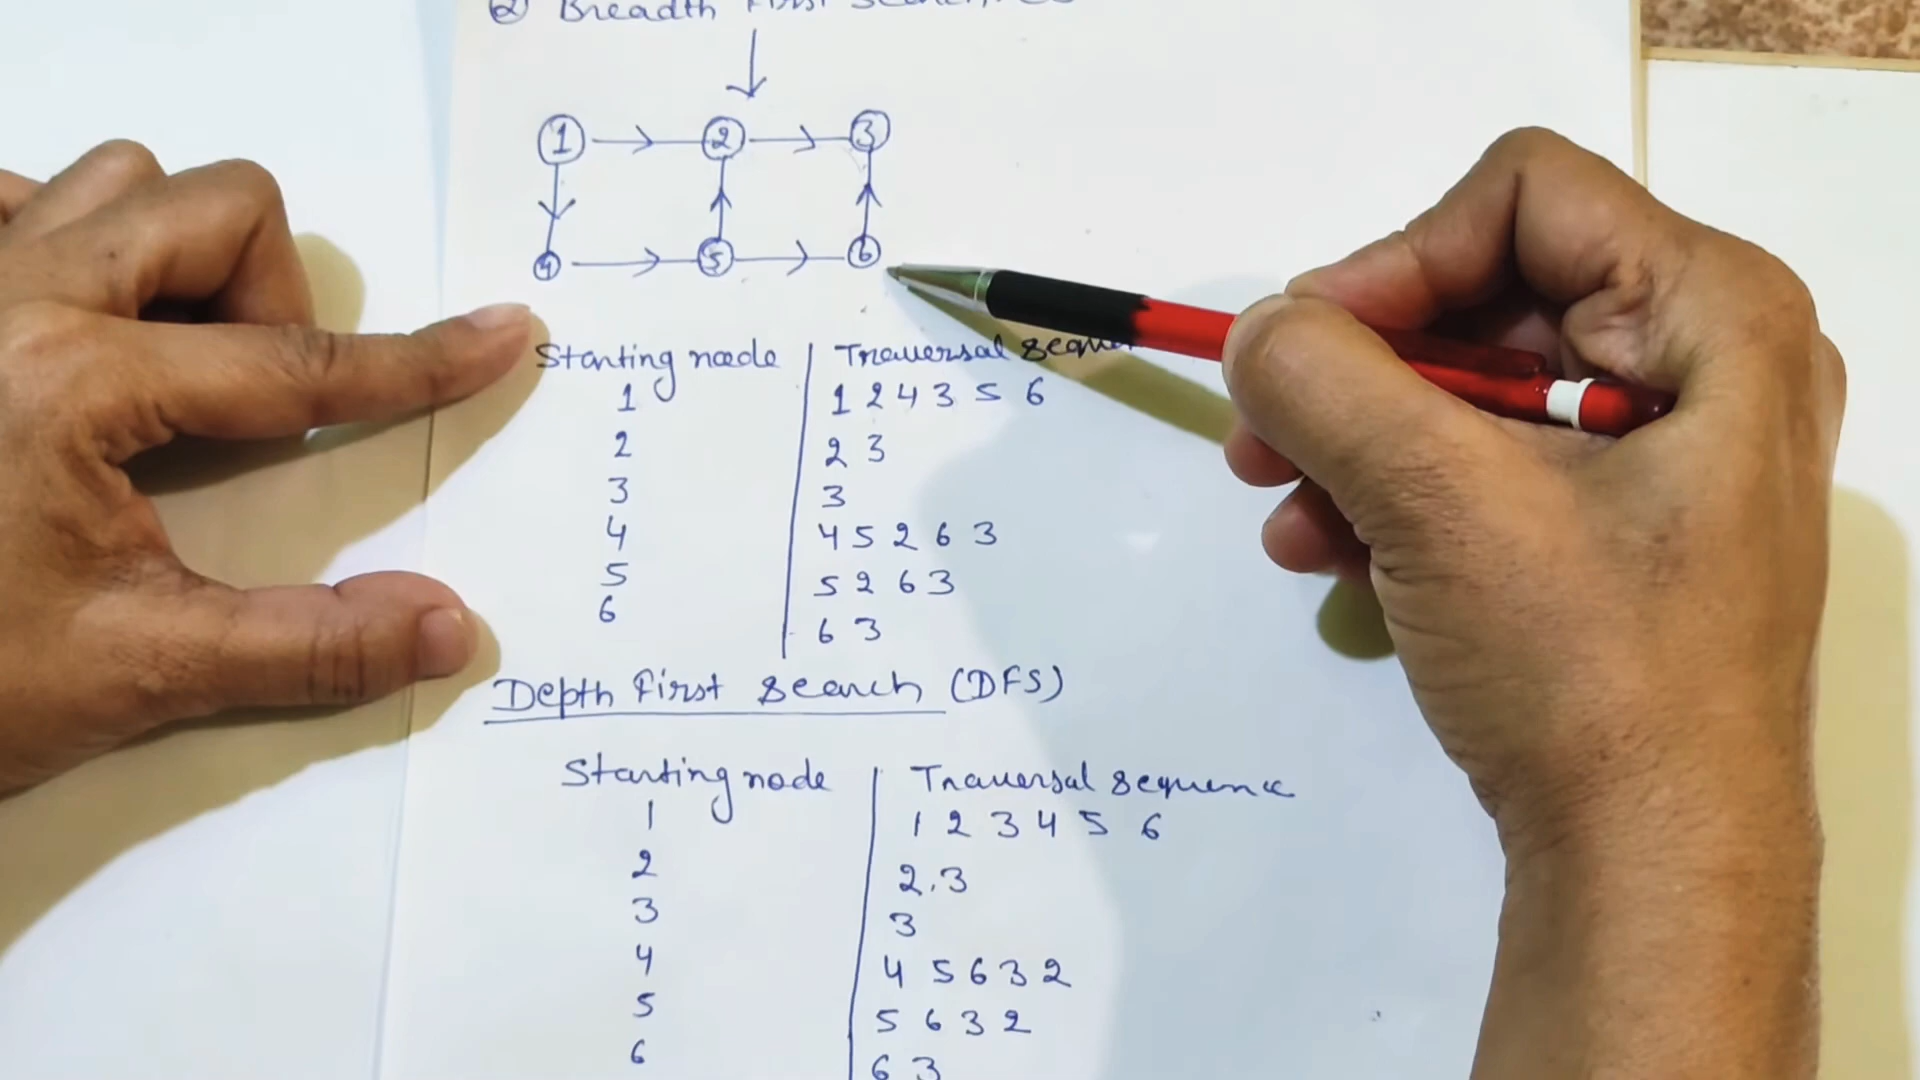 ② Breadth First
1 2 3
4 5 6
Starting node Traversal
1 1 2 4 3 5 6
2 2 3
3 3
4 4 5 2 6 3
5 5 2 6 3
6 6 3
Depth First Search (DFS)
Starting node Traversal sequence
1 1 2 3 4 5 6
2 2.3
3 3
4 4 5 6 3 2
5 5 6 3 2
6 6 3